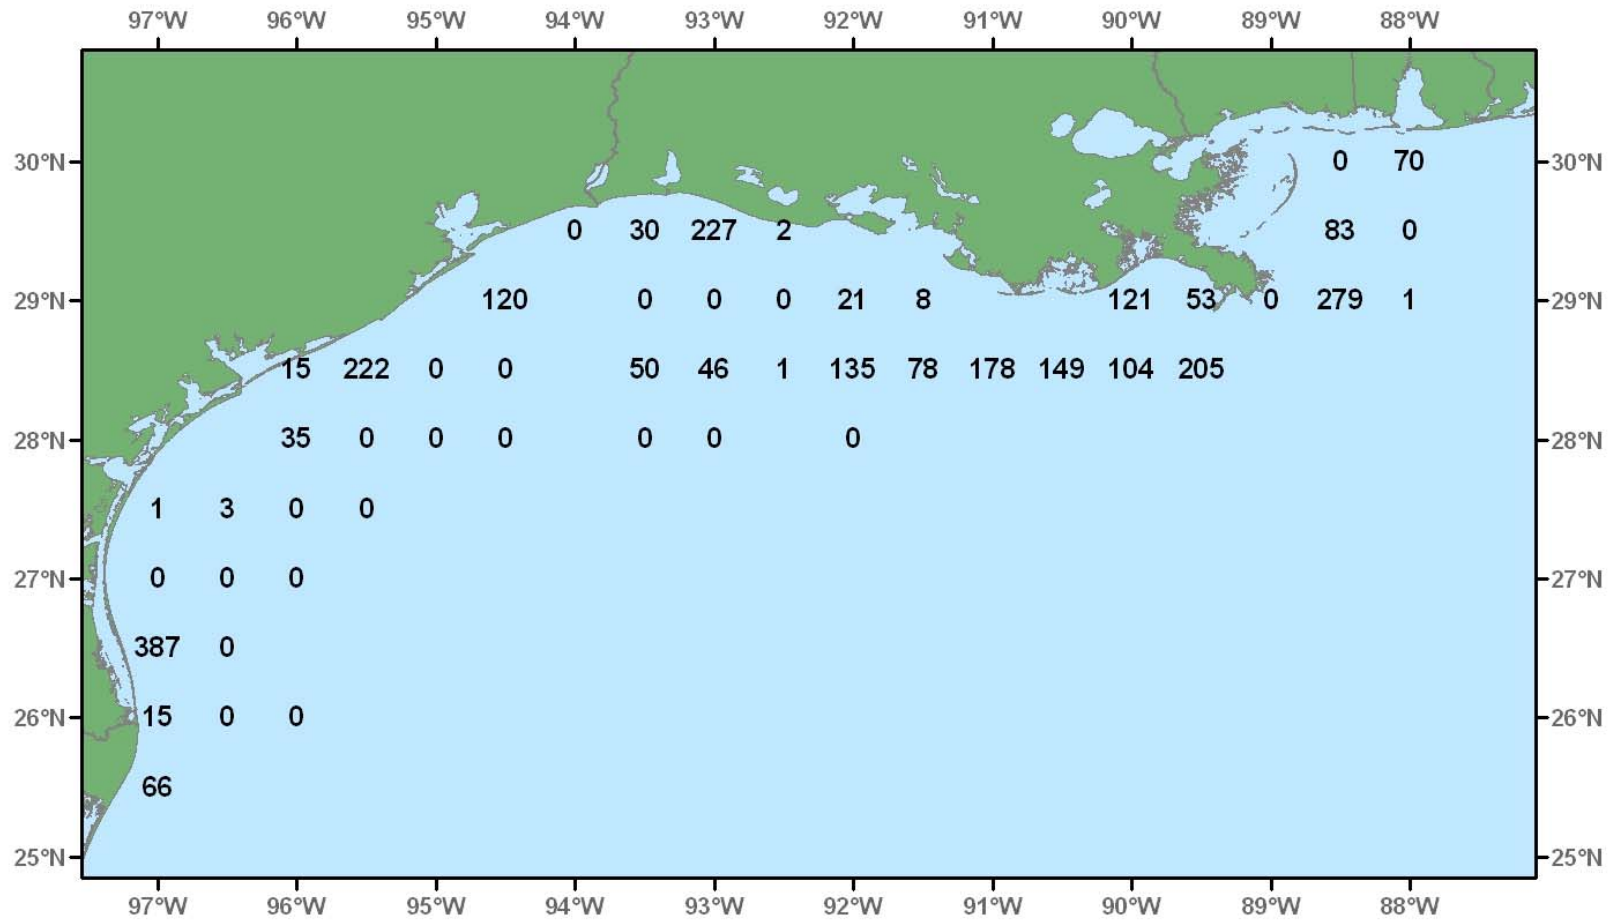 97°W 96°W 95°W 94°W 93°W 92°W 91°W 90°W 89°W 88°W
30°N 0 70 30°N
0 30 227 2 83 0
29°N 120 0 0 0 21 8 121 53 0 279 1 29°N
15 222 0 0 50 46 1 135 78 178 149 104 205
28°N 35 0 0 0 0 0 0 28°N
1 3 0 0
27°N 0 0 0 27°N
387 0
26°N 15 0 0 26°N
66
25°N 25°N
97°W 96°W 95°W 94°W 93°W 92°W 91°W 90°W 89°W 88°W